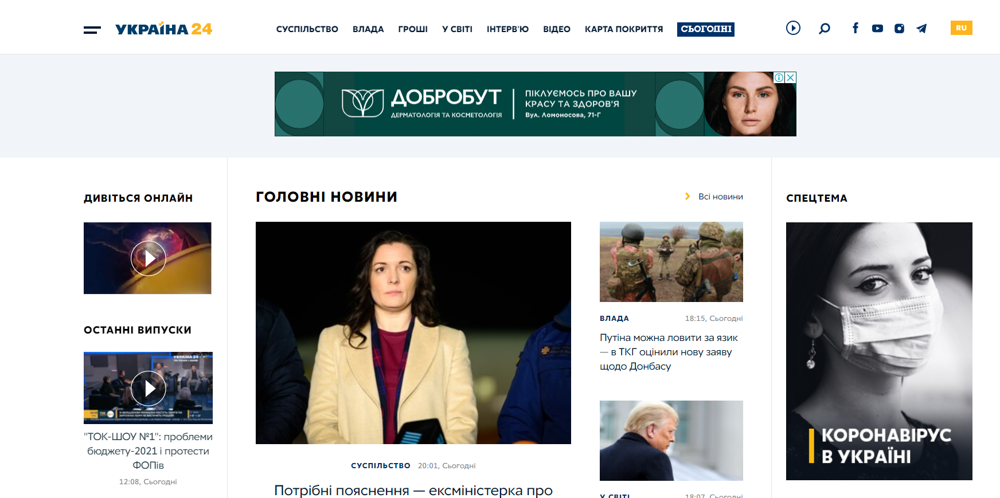 УКРАЇНА 24
СУСПІЛЬСТВО ВЛАДА ГРОШІ У СВІТІ ІНТЕРВ'Ю ВІДЕО КАРТА ПОКРИТТЯ СЬОГОДНІ
RU
ДОБРОБУТ
ДЕРМАТОЛОГІЯ ТА КОСМЕТОЛОГІЯ
ПІКЛУЄМОСЬ ПРО ВАШУ
КРАСУ ТА ЗДОРОВ'Я
Вул. Ломоносова, 71-Г
ДИВІТЬСЯ ОНЛАЙН
ОСТАННІ ВИПУСКИ
УКРАЇНА 24
"ТОК-ШОУ №1": проблеми
бюджету-2021 і протести
ФОПів
12:08, Сьогодні
ГОЛОВНІ НОВИНИ
Всі новини
СУСПІЛЬСТВО 20:01, Сьогодні
Потрібні пояснення — ексміністерка про
ВЛАДА 18:15, Сьогодні
Путіна можна ловити за язик
— в ТКГ оцінили нову заяву
щодо Донбасу
У СВІТІ 18:07, Сьогодні
СПЕЦТЕМА
КОРОНАВІРУС
В УКРАЇНІ